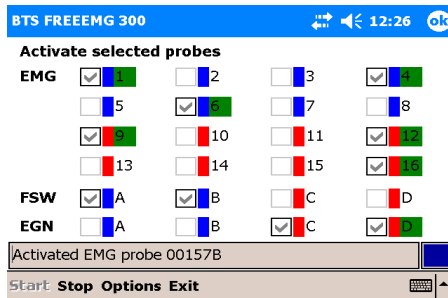 BTS FREEEMG 300 12:26 ok
Activate selected probes
EMG 1 2 3 4
5 6 7 8
9 10 11 12
13 14 15 16
FSW A B C D
EGN A B C D
Activated EMG probe 00157B
Start Stop Options Exit